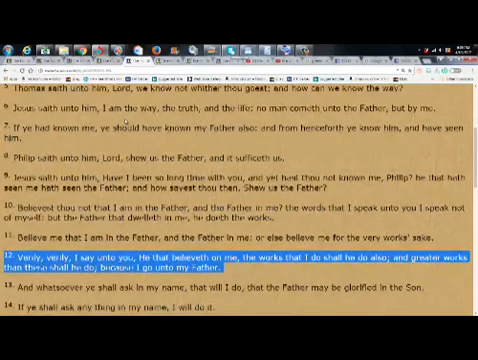 5. Thomas saith unto him, Lord, we know not whither thou goest; and how can we know the way?
6. Jesus saith unto him, I am the way, the truth, and the life: no man cometh unto the Father, but by me.
7. If ye had known me, ye should have known my Father also: and from henceforth ye know him, and have seen
him.
8. Philip saith unto him, Lord, shew us the Father, and it sufficeth us.
9. Jesus saith unto him, Have I been so long time with you, and yet hast thou not known me, Philip? he that hath
seen me hath seen the Father; and how sayest thou then, Shew us the Father?
10. Believest thou not that I am in the Father, and the Father in me? the words that I speak unto you I speak not
of myself: but the Father that dwelleth in me, he doeth the works.
11. Believe me that I am in the Father, and the Father in me: or else believe me for the very works' sake.
12. Verily, verily, I say unto you, He that believeth on me, the works that I do shall he do also; and greater works
than these shall he do; because I go unto my Father.
13. And whatsoever ye shall ask in my name, that will I do, that the Father may be glorified in the Son.
14. If ye shall ask any thing in my name, I will do it.